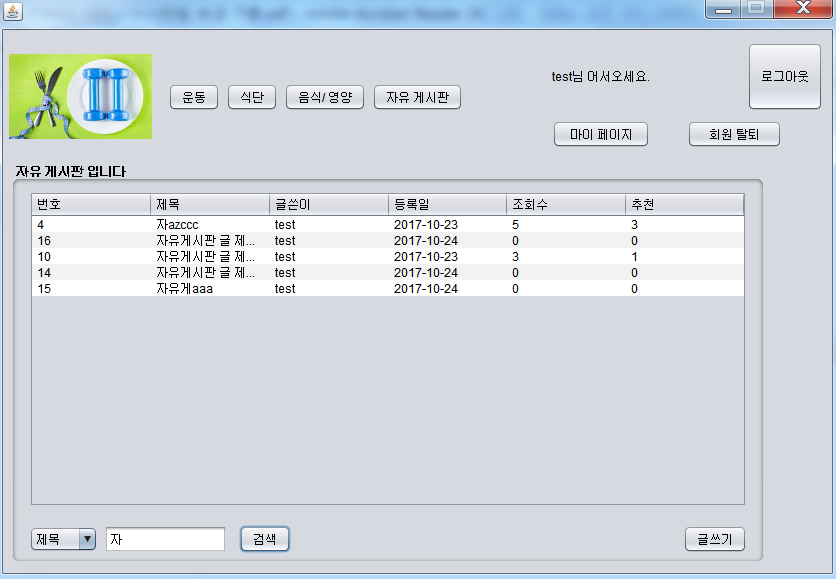 test님 어서오세요.
로그아웃
운동 식단 음식/영양 자유 게시판
마이 페이지 회원 탈퇴
자유 게시판 입니다
번호 제목 글쓴이 등록일 조회수 추천
4 자azccc test 2017-10-23 5 3
16 자유게시판 글 제... test 2017-10-24 0 0
10 자유게시판 글 제... test 2017-10-23 3 1
14 자유게시판 글 제... test 2017-10-24 0 0
15 자유게aaa test 2017-10-24 0 0
제목 자 검색 글쓰기